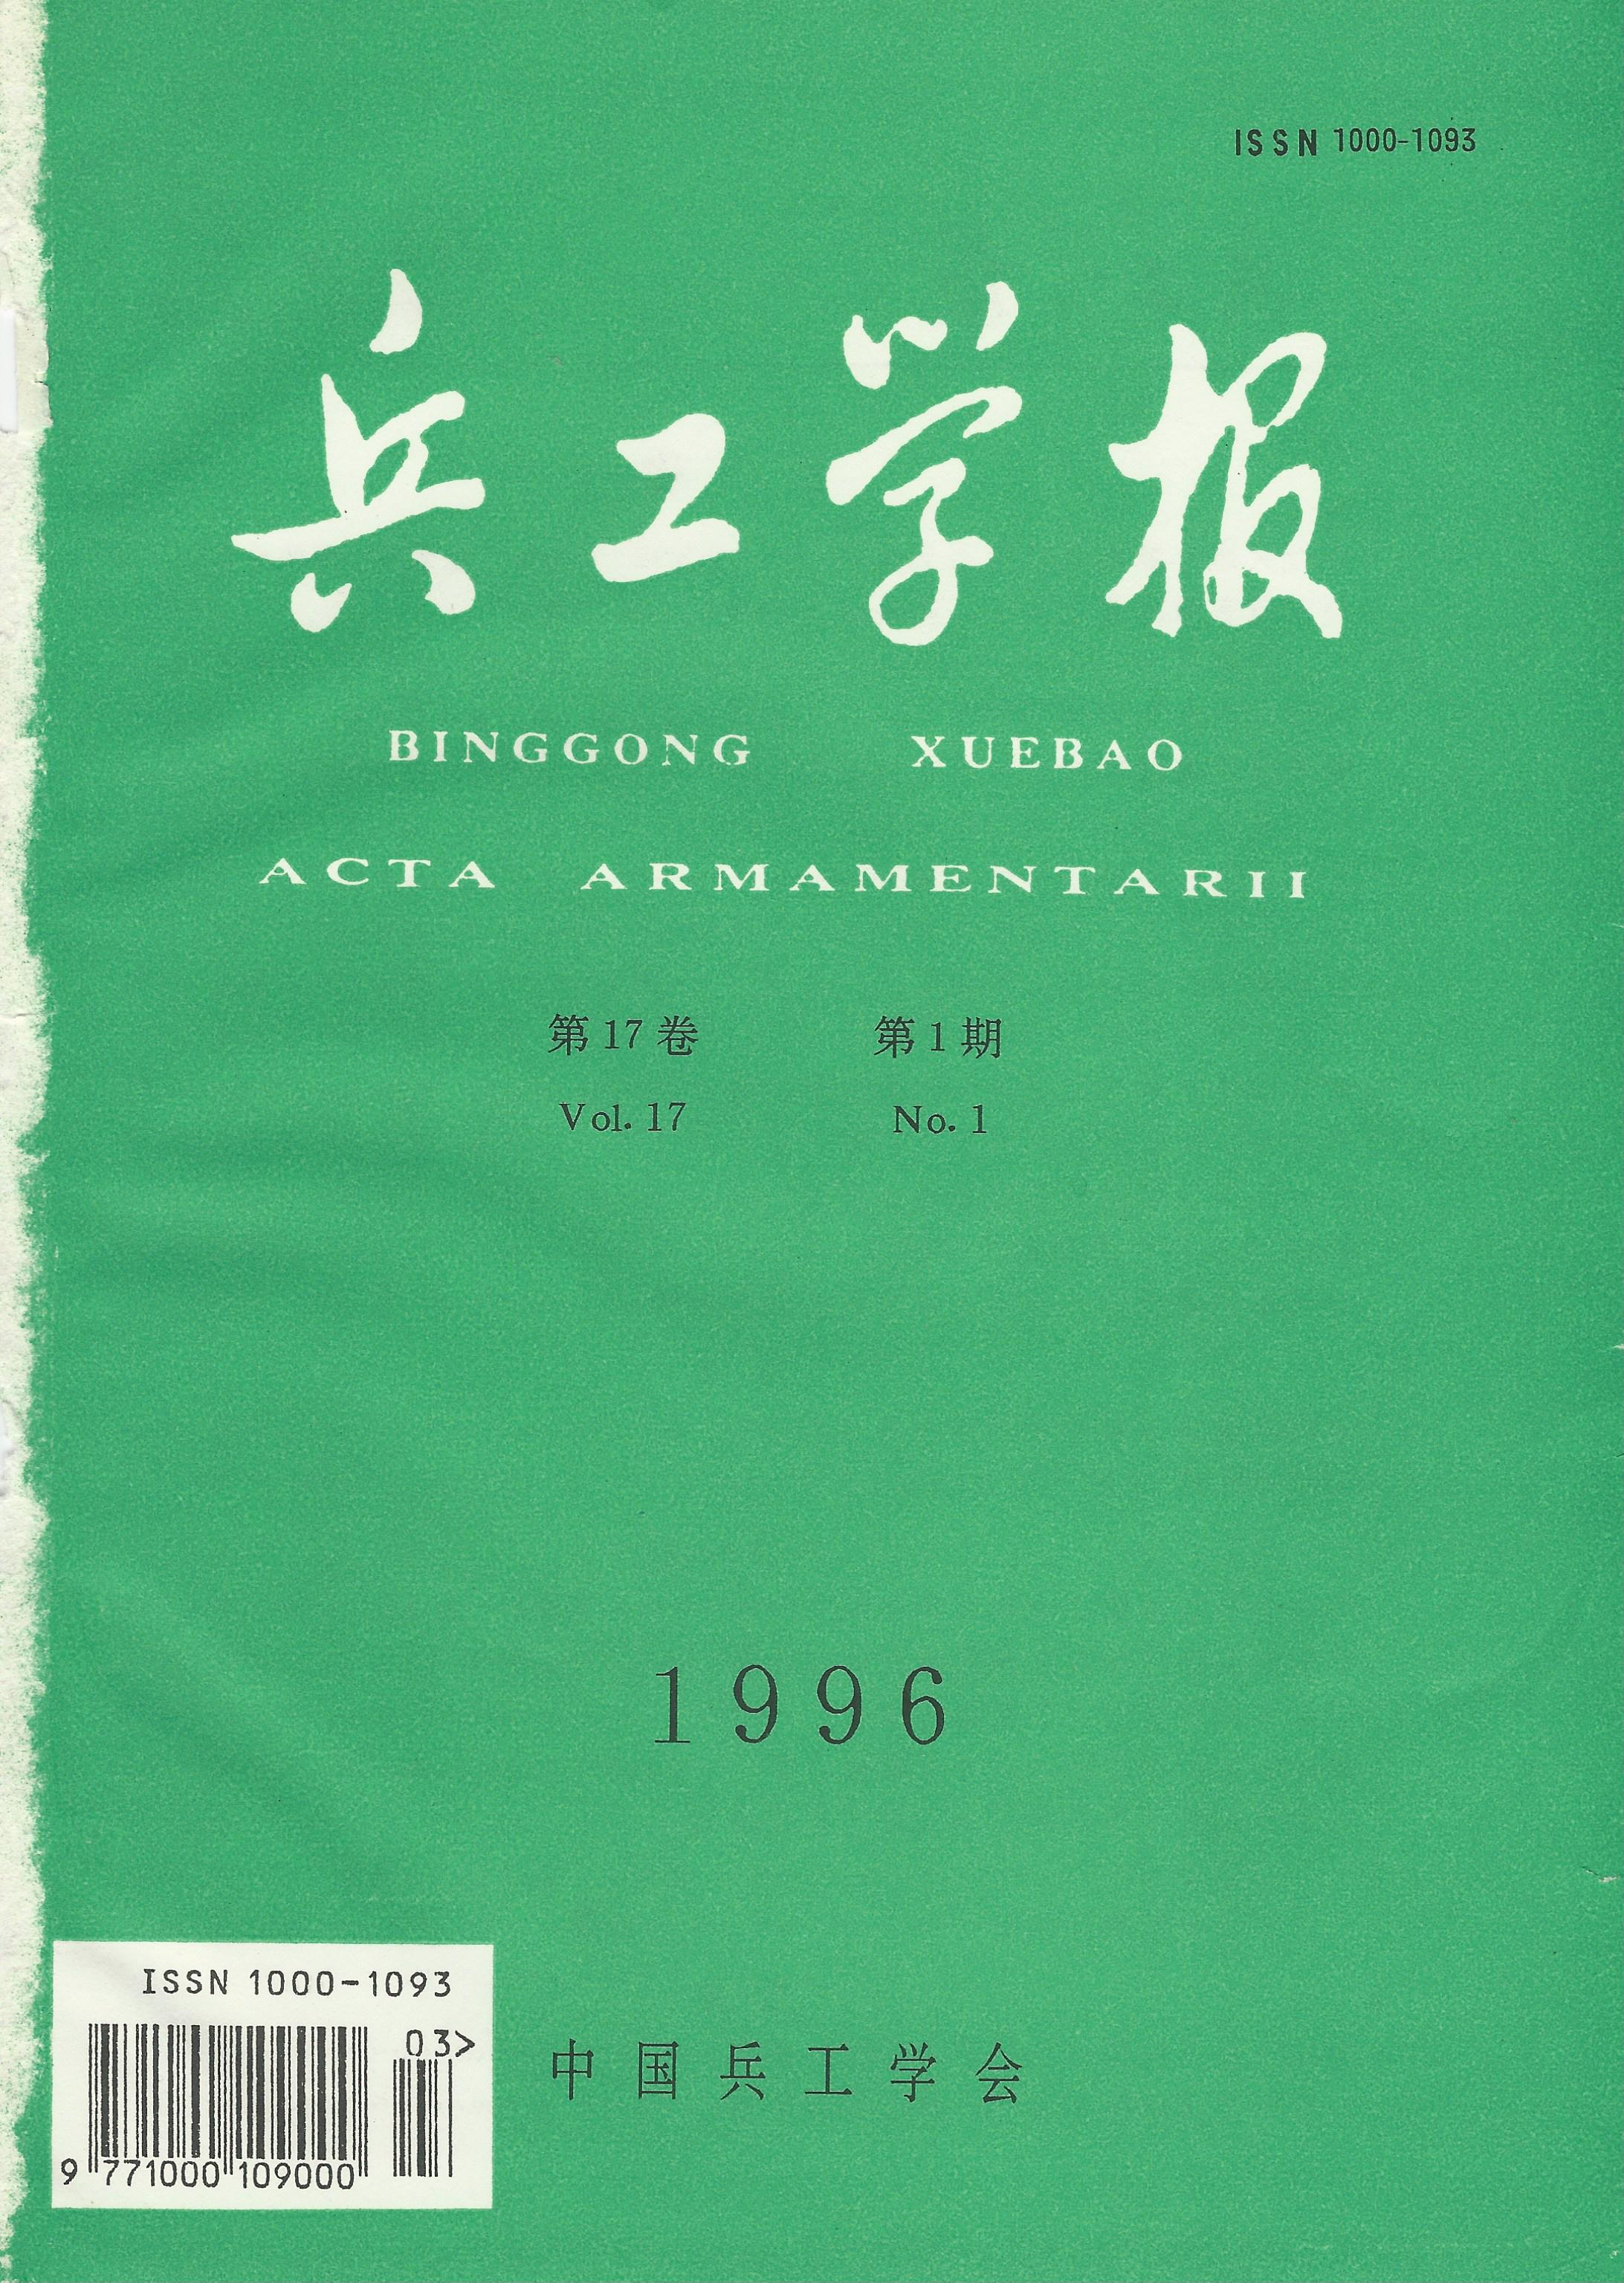 ISSN 1000-1093
兵工学报
BINGGONG XUEBAO
ACTA ARMAMENTARII
第17卷 第1期
Vol. 17 No. 1
1996
ISSN 1000-1093
03>
9 771000 109000
中国兵工学会